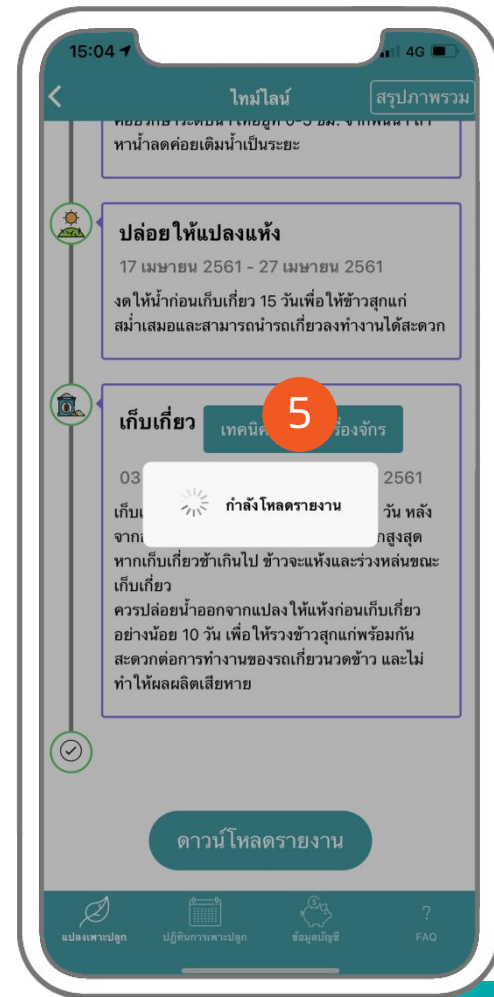 15:04
4G
ไทม์ไลน์
สรุปภาพรวม
หาน้ำลดค่อยเติมน้ำเป็นระยะ
ปล่อยให้แปลงแห้ง
17 เมษายน 2561 - 27 เมษายน 2561
งดให้น้ำก่อนเก็บเกี่ยว 15 วันเพื่อให้ข้าวสุกแก่
สม่ำเสมอและสามารถนำรถเกี่ยวลงทำงานได้สะดวก
5
เก็บเกี่ยว
03
2561
กำลังโหลดรายงาน
วัน หลัง
หากเก็บเกี่ยวช้าเกินไป ข้าวจะแห้งและร่วงหล่นขณะ
เก็บเกี่ยว
ควรปล่อยน้ำออกจากแปลงให้แห้งก่อนเก็บเกี่ยว
อย่างน้อย 10 วัน เพื่อให้รวงข้าวสุกแก่พร้อมกัน
สะดวกต่อการทำงานของรถเกี่ยวนวดข้าว และไม่
ทำให้ผลผลิตเสียหาย
ดาวน์โหลดรายงาน
แปลงเพาะปลูก
ปฏิทินการเพาะปลูก
ข้อมูลบัญชี
?
FAQ